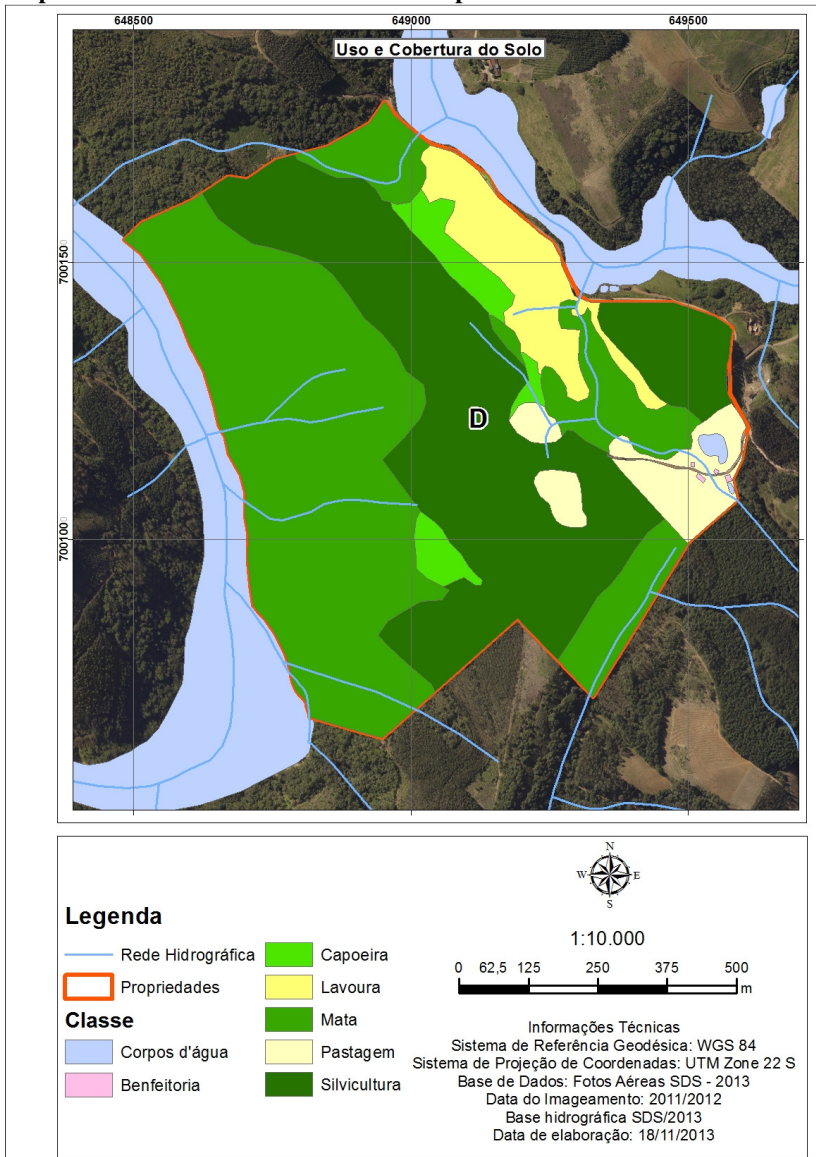 648500 649000 649500
Uso e Cobertura do Solo
7001500
D
7001000
N
W E
S
Legenda
1:10.000
Rede Hidrográfica
Propriedades
Classe
Corpos d'água
Benfeitoria
Capoeira
Lavoura
Mata
Pastagem
Silvicultura
0 62,5 125 250 375 500
m
Informações Técnicas
Sistema de Referência Geodésica: WGS 84
Sistema de Projeção de Coordenadas: UTM Zone 22 S
Base de Dados: Fotos Aéreas SDS - 2013
Data do Imageamento: 2011/2012
Base hidrográfica SDS/2013
Data de elaboração: 18/11/2013